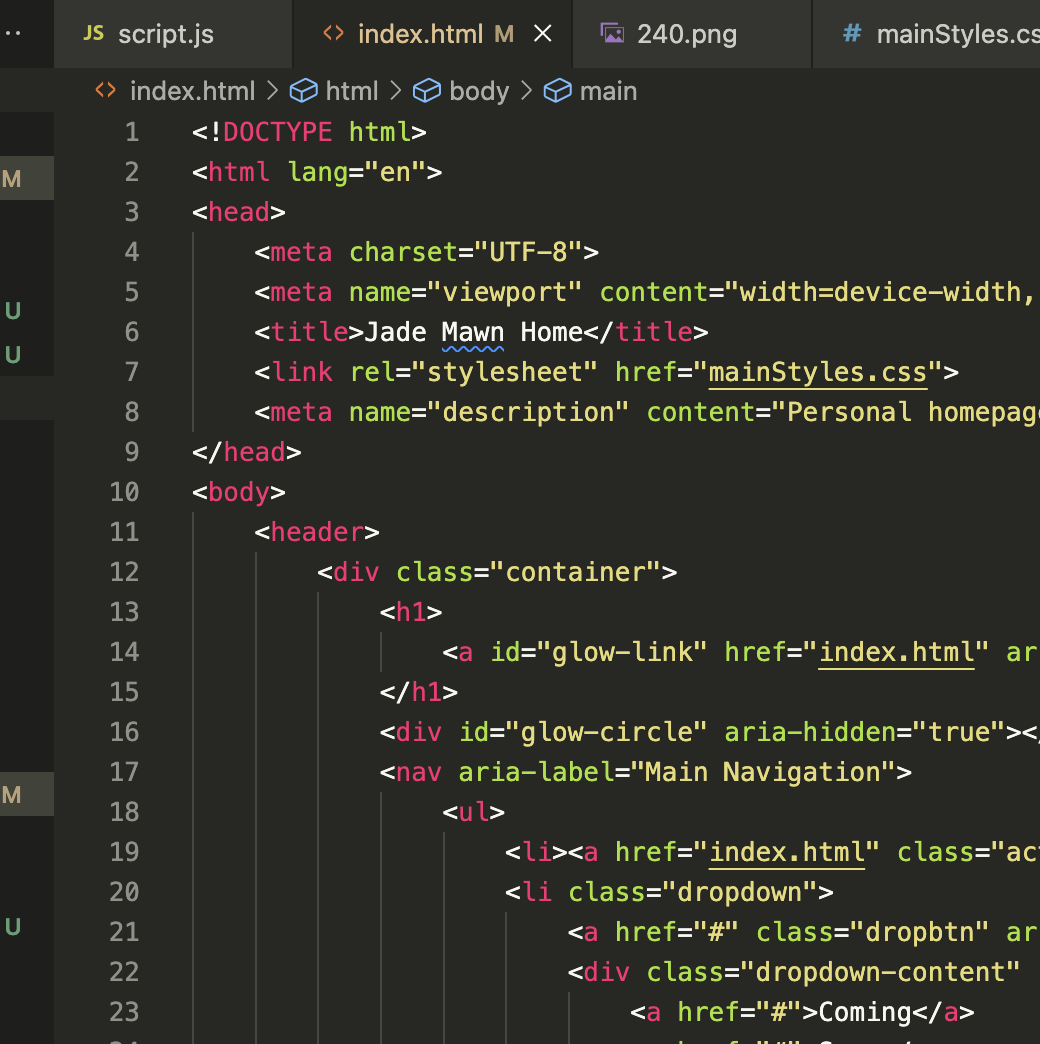 JS script.js <> index.html M × 240.png # mainStyles.cs
<> index.html > html > body > main
1 <!DOCTYPE html>
2 <html lang="en">
3 <head>
4 <meta charset="UTF-8">
5 <meta name="viewport" content="width=device-width,
6 <title>Jade Mawn Home</title>
7 <link rel="stylesheet" href="mainStyles.css">
8 <meta name="description" content="Personal homepag
9 </head>
10 <body>
11 <header>
12 <div class="container">
13 <h1>
14 <a id="glow-link" href="index.html" ar
15 </h1>
16 <div id="glow-circle" aria-hidden="true"><
17 <nav aria-label="Main Navigation">
18 <ul>
19 <li><a href="index.html" class="act
20 <li class="dropdown">
21 <a href="#" class="dropbtn" ar
22 <div class="dropdown-content"
23 <a href="#">Coming</a>
M
U
U
M
U